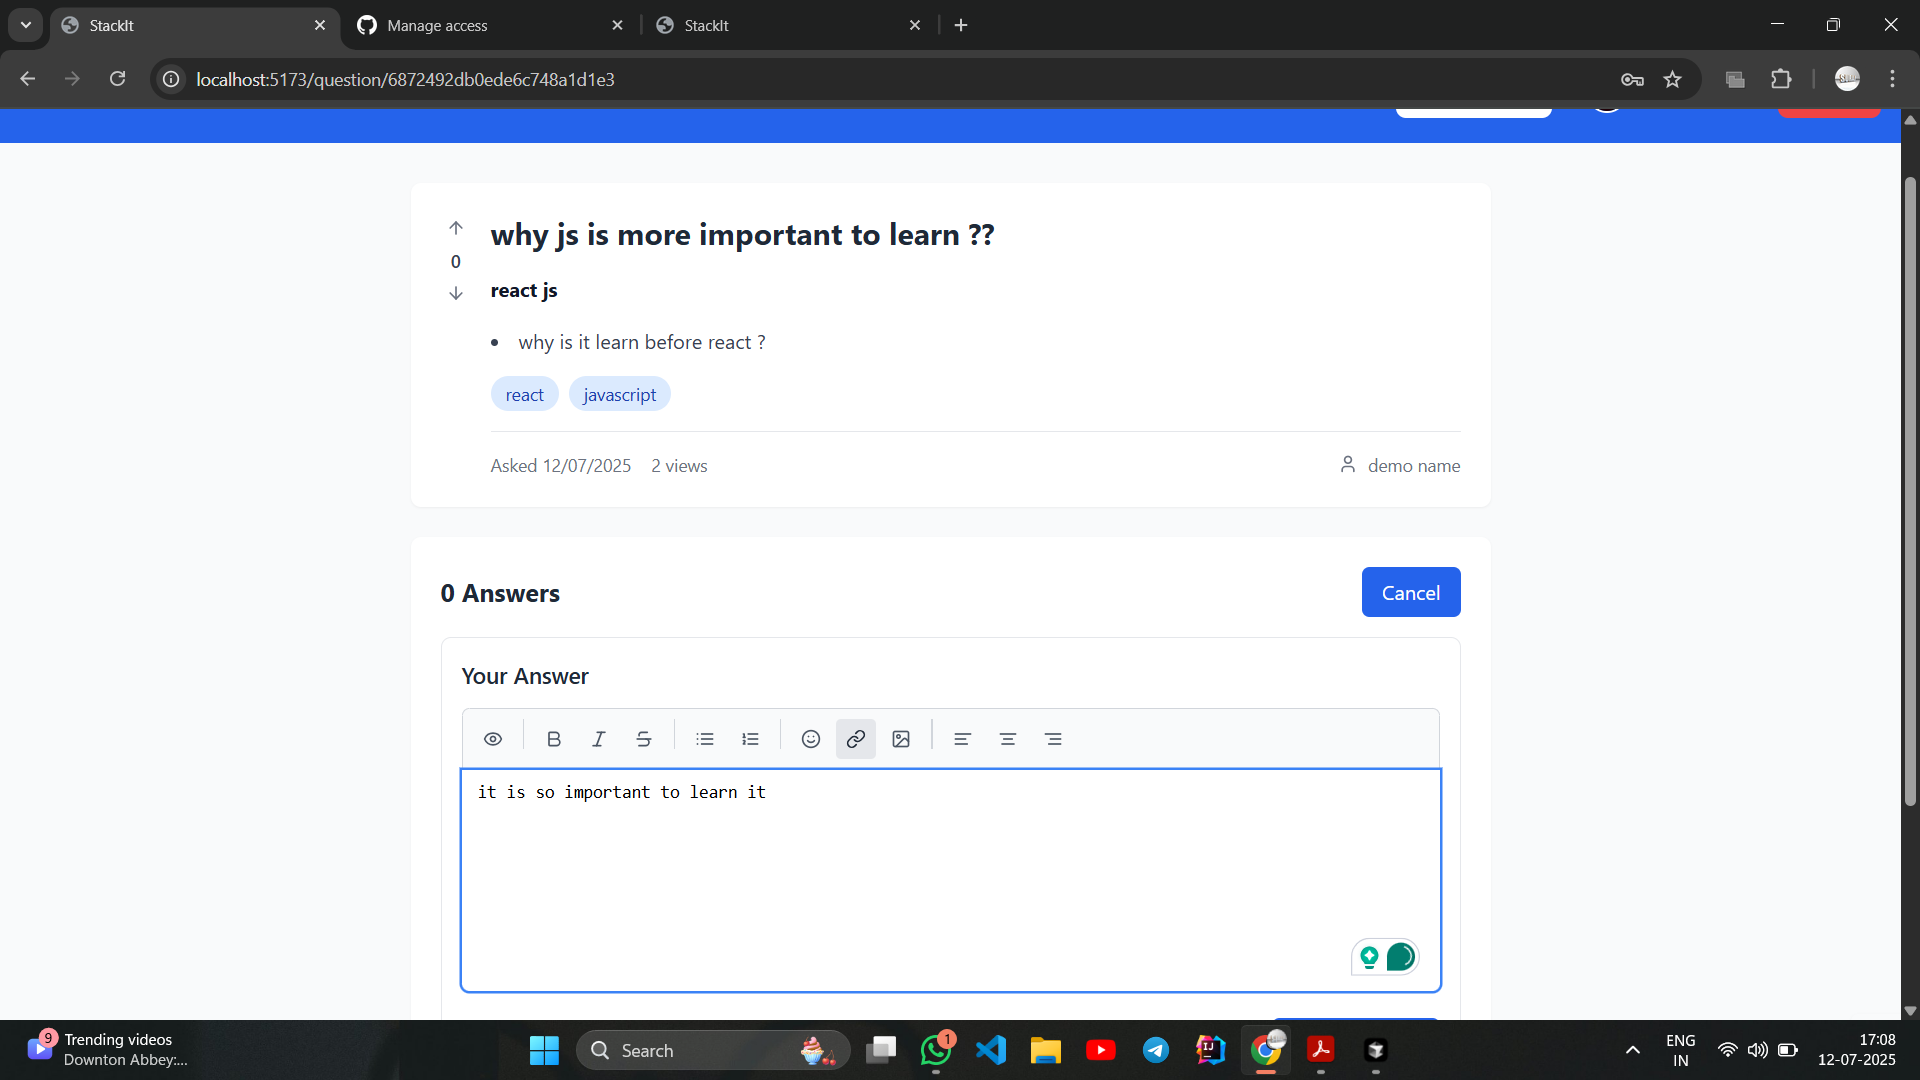 StackIt
Manage access
StackIt
localhost:5173/question/6872492db0ede6c748a1d1e3
why js is more important to learn ??
0
react js
• why is it learn before react ?
react
javascript
Asked 12/07/2025 2 views
demo name
0 Answers
Cancel
Your Answer
it is so important to learn it
9
Trending videos
Downton Abbey:...
Search
1
ENG
IN
17:08
12-07-2025